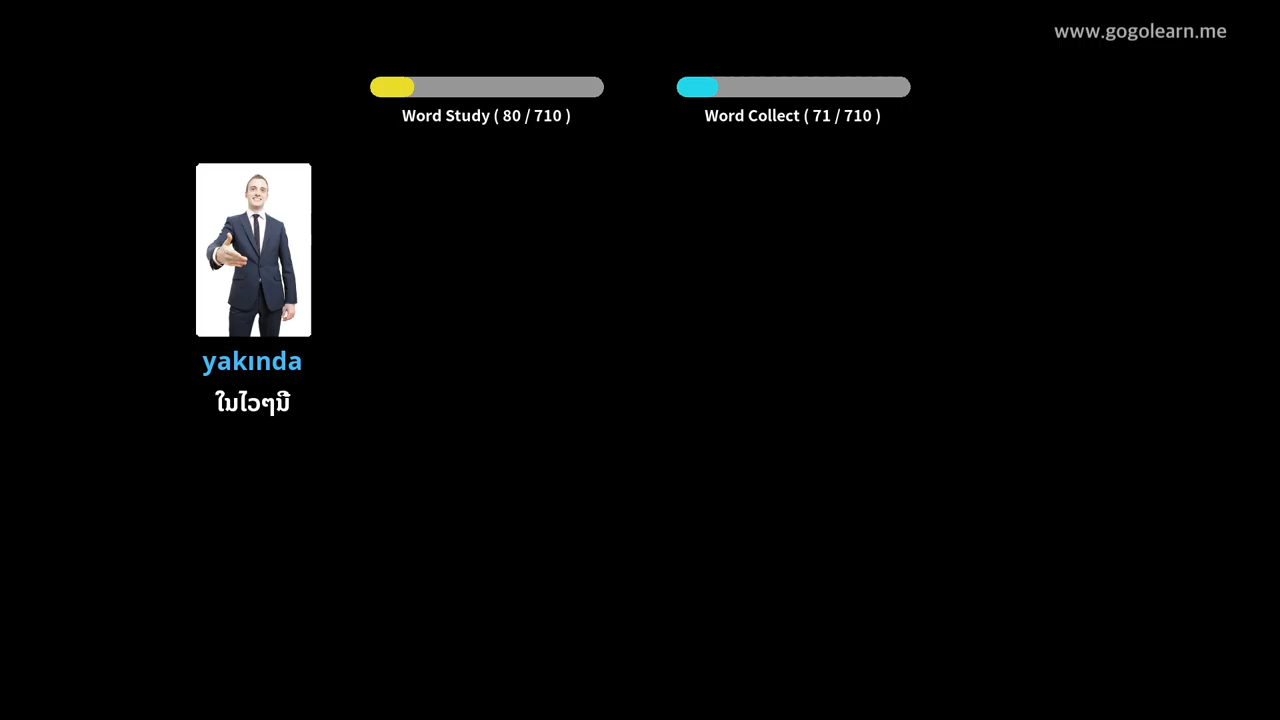 www.gogolearn.me
Word Study ( 80 / 710 )
Word Collect ( 71 / 710 )
yakında
ໃນໄວໆນີ້